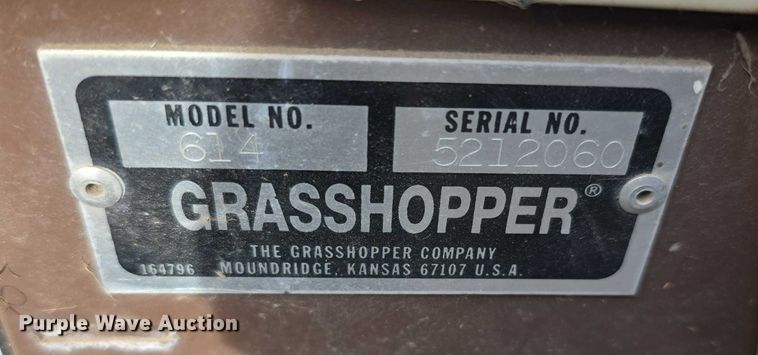 MODEL NO. SERIAL NO.
614 5212060
GRASSHOPPER®
THE GRASSHOPPER COMPANY
164796 MOUNDRIDGE, KANSAS 67107 U.S.A.
Purple Wave Auction